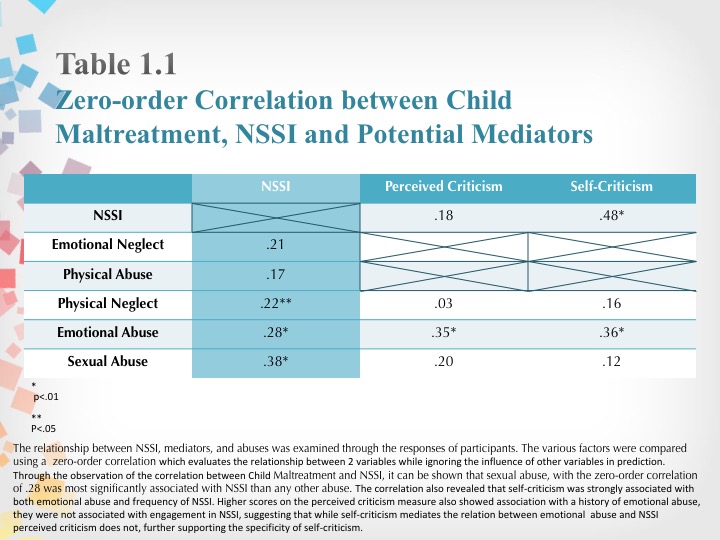 Table 1.1
Zero-order Correlation between Child
Maltreatment, NSSI and Potential Mediators
NSSI Perceived Criticism Self-Criticism
NSSI .18 .48*
Emotional Neglect .21
Physical Abuse .17
Physical Neglect .22** .03 .16
Emotional Abuse .28* .35* .36*
Sexual Abuse .38* .20 .12
*
p<.01
**
P<.05
The relationship between NSSI, mediators, and abuses was examined through the responses of participants. The various factors were compared
using a zero-order correlation which evaluates the relationship between 2 variables while ignoring the influence of other variables in prediction.
Through the observation of the correlation between Child Maltreatment and NSSI, it can be shown that sexual abuse, with the zero-order correlation
of .28 was most significantly associated with NSSI than any other abuse. The correlation also revealed that self-criticism was strongly associated with
both emotional abuse and frequency of NSSI. Higher scores on the perceived criticism measure also showed association with a history of emotional abuse,
they were not associated with engagement in NSSI, suggesting that while self-criticism mediates the relation between emotional abuse and NSSI
perceived criticism does not, further supporting the specificity of self-criticism.